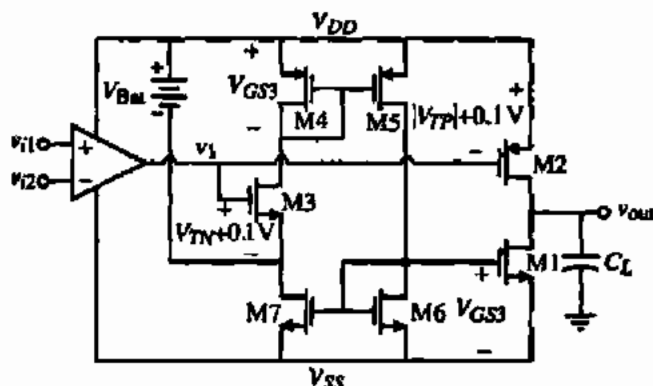 V_DD
+
V_Bat
-
+
V_GS3
-
M4
M5
|V_TP|+0.1V
+
-
M2
v_i1
+
v_i2
-
v_1
+
M3
V_TN+0.1V
-
v_out
M7
M6
+
V_GS3
-
M1
C_L
V_SS